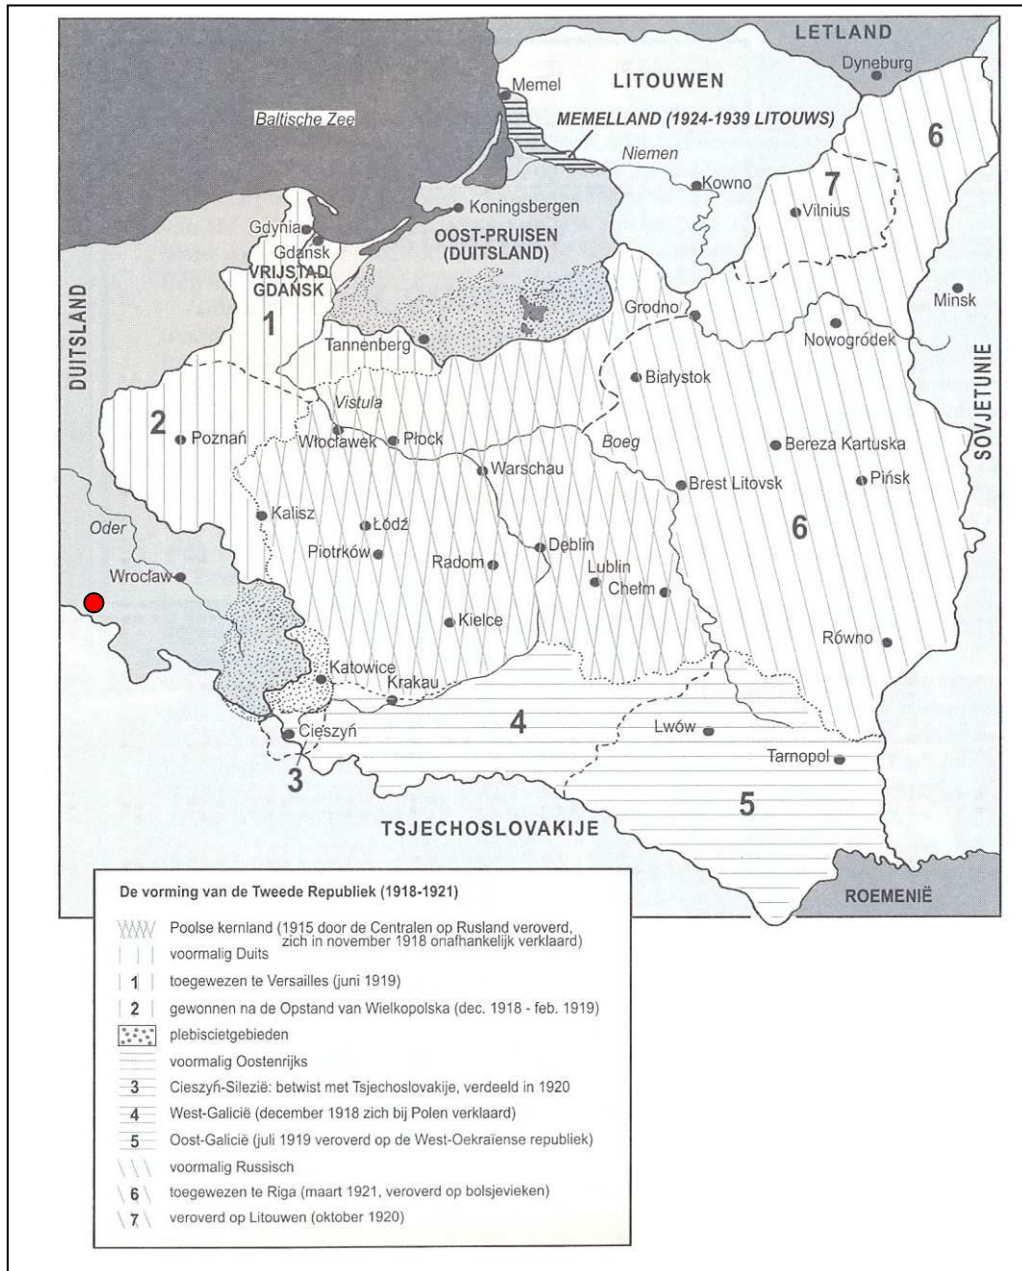 LETLAND
Dyneburg
LITOUWEN
Memel
Baltische Zee
MEMELLAND (1924-1939 LITOUWS)
6
Niemen
7
Kowno
Vilnius
Koningsbergen
Gdynia
OOST-PRUISEN
(DUITSLAND)
Gdańsk
VRIJSTAD
GDAŃSK
Minsk
DUITSLAND
1
Grodno
Nowogródek
Tannenberg
SOVJETUNIE
Białystok
Vistula
2
Poznań
Włocławek
Płock
Boeg
Bereza Kartuska
Warschau
Pińsk
Brest Litovsk
Kalisz
Oder
Łódź
6
Piotrków
Dęblin
Radom
Lublin
Wrocław
Chełm
Kielce
Równo
Katowice
Krakau
4
Lwów
Cieszyń
Tarnopol
3
5
TSJECHOSLOVAKIJE
ROEMENIË
De vorming van de Tweede Republiek (1918-1921)
Poolse kernland (1915 door de Centralen op Rusland veroverd,
zich in november 1918 onafhankelijk verklaard)
voormalig Duits
1 toegewezen te Versailles (juni 1919)
2 gewonnen na de Opstand van Wielkopolska (dec. 1918 - feb. 1919)
plebiscietgebieden
voormalig Oostenrijks
3 Cieszyń-Silezië: betwist met Tsjechoslovakije, verdeeld in 1920
4 West-Galicië (december 1918 zich bij Polen verklaard)
5 Oost-Galicië (juli 1919 veroverd op de West-Oekraïense republiek)
voormalig Russisch
6 toegewezen te Riga (maart 1921, veroverd op bolsjevieken)
7 veroverd op Litouwen (oktober 1920)